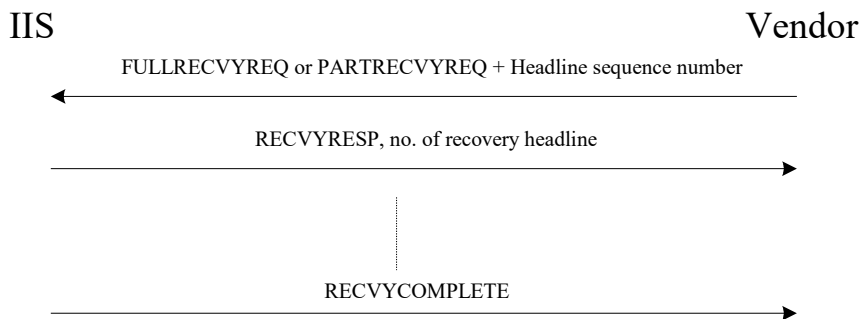 IIS
Vendor
FULLRECVYREQ or PARTRECVYREQ + Headline sequence number
RECVYRESP, no. of recovery headline
RECVYCOMPLETE